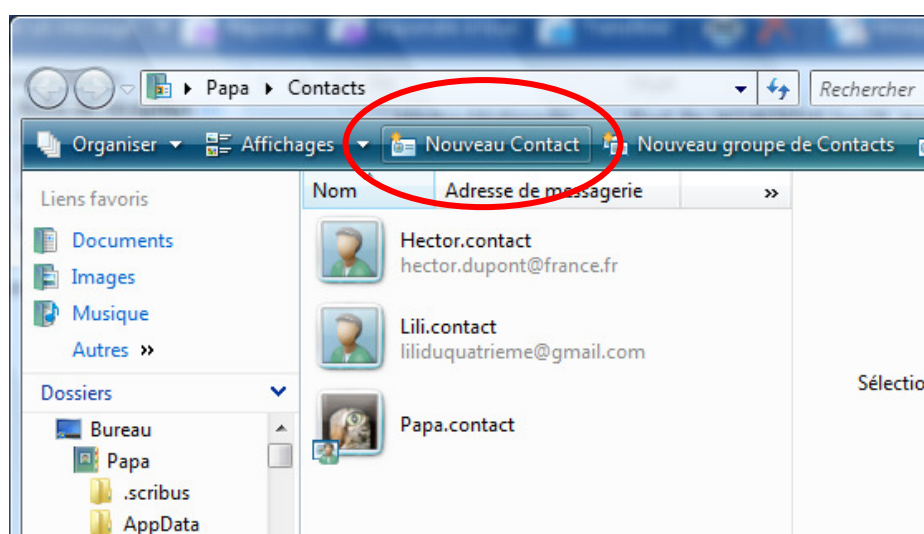 Papa Contacts
Rechercher
Organiser Affichages Nouveau Contact Nouveau groupe de Contacts
Liens favoris
Documents
Images
Musique
Autres »
Dossiers
Bureau
Papa
.scribus
AppData
Nom Adresse de messagerie »
Hector.contact
hector.dupont@france.fr
Lili.contact
liliduquatrieme@gmail.com
Papa.contact
Sélectio